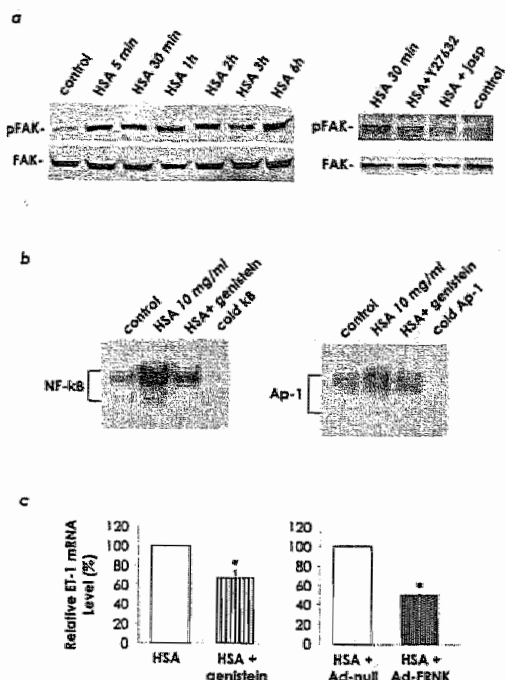 a
control
HSA 5 min
HSA 30 min
HSA 1h
HSA 2h
HSA 3h
HSA 6h
pFAK-
FAK-
HSA 30 min
HSA+Y27632
HSA + jasp
control
pFAK-
FAK-
b
control
HSA 10 mg/ml
HSA+ genistein
cold kB
NF-kB
control
HSA 10 mg/ml
HSA+ genistein
cold Ap-1
Ap-1
c
Relative ET-1 mRNA
Level (%)
120
100
80
60
40
20
0
*
HSA
HSA +
genistein
120
100
80
60
40
20
0
*
HSA +
Ad-null
HSA +
Ad-FRNK